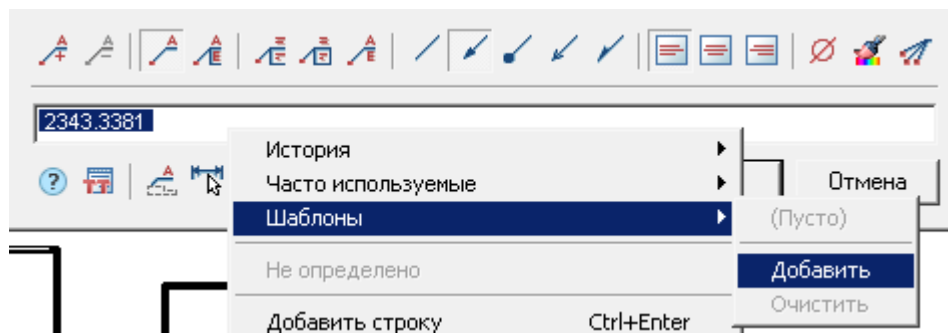 2343.3381
История
Часто используемые
Отмена
Шаблоны
(Пусто)
Не определено
Добавить
Очистить
Добавить строку Ctrl+Enter